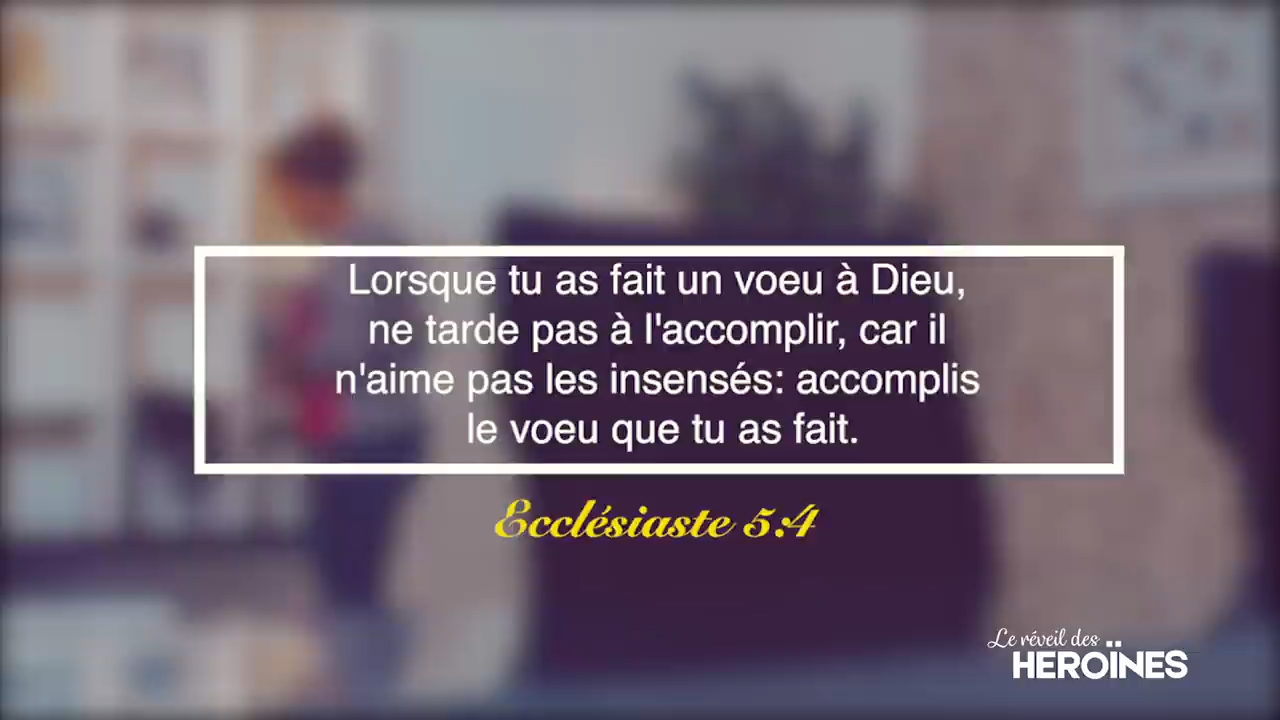 Lorsque tu as fait un voeu à Dieu,
ne tarde pas à l'accomplir, car il
n'aime pas les insensés: accomplis
le voeu que tu as fait.
Ecclésiaste 5:4
Le réveil des
HEROÏNES